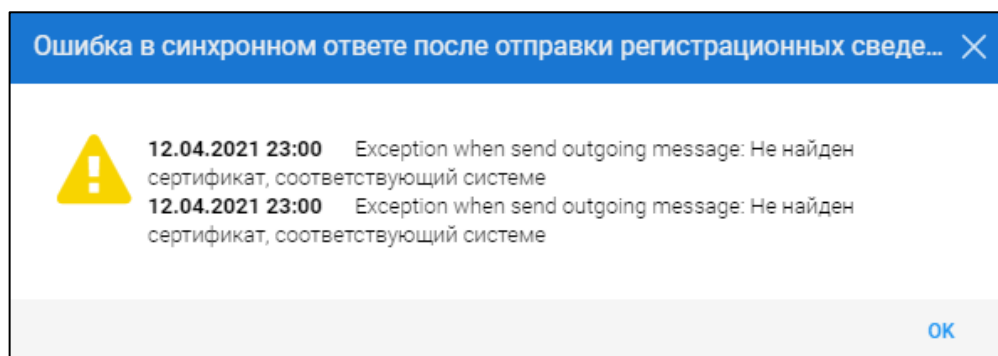 Ошибка в синхронном ответе после отправки регистрационных сведе...
12.04.2021 23:00 Exception when send outgoing message: Не найден
сертификат, соответствующий системе
12.04.2021 23:00 Exception when send outgoing message: Не найден
сертификат, соответствующий системе
ОК